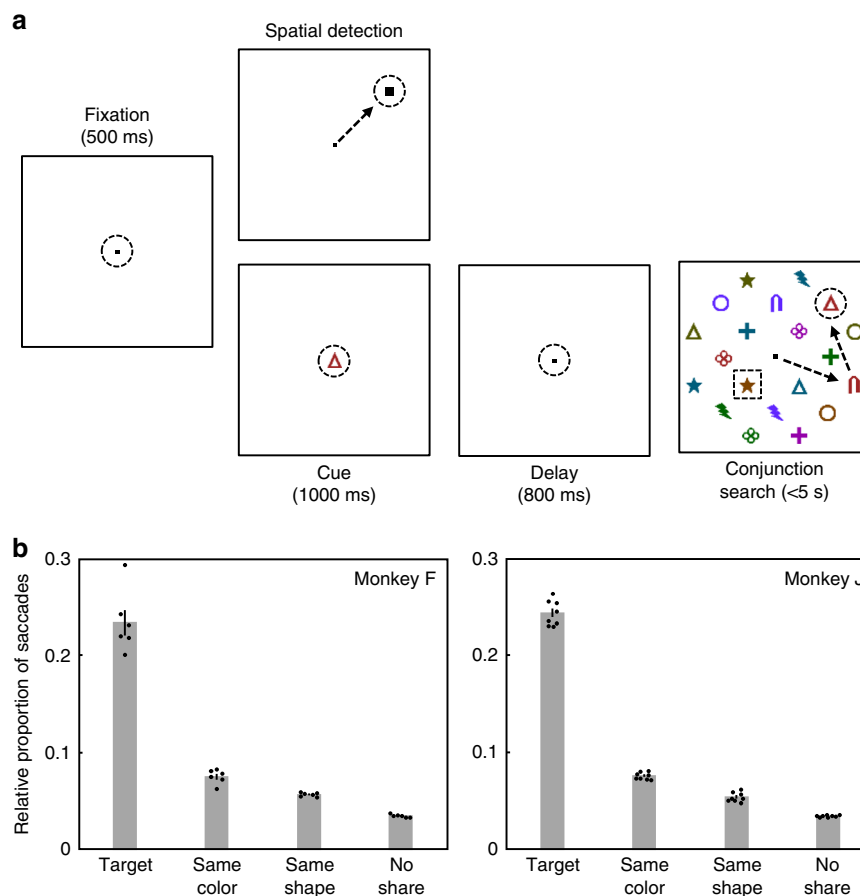 a
Spatial detection
Fixation
(500 ms)
Cue
(1000 ms)
Delay
(800 ms)
Conjunction
search (<5 s)
b
Relative proportion of saccades
0.3
0.2
0.1
0
Monkey F
Target
Same
color
Same
shape
No
share
0.3
0.2
0.1
0
Monkey J
Target
Same
color
Same
shape
No
share